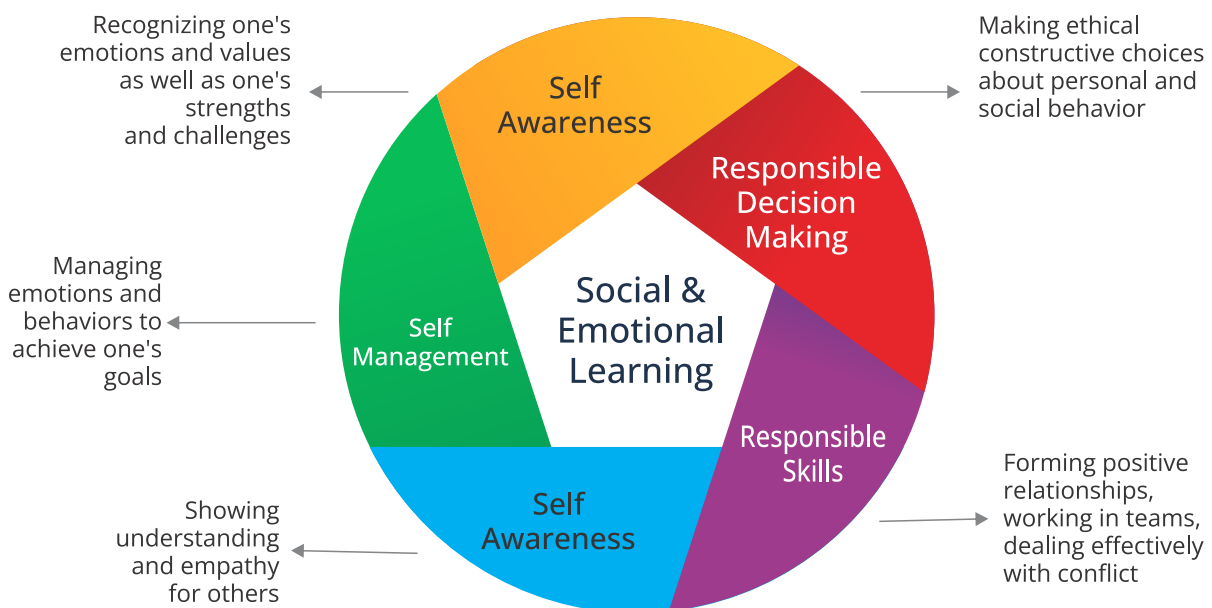 Recognizing one's
emotions and values
as well as one's
strengths
and challenges
Self
Awareness
Making ethical
constructive choices
about personal and
social behavior
Responsible
Decision
Making
Managing
emotions and
behaviors to
achieve one's
goals
Self
Management
Social &
Emotional
Learning
Responsible
Skills
Forming positive
relationships,
working in teams,
dealing effectively
with conflict
Showing
understanding
and empathy
for others
Self
Awareness